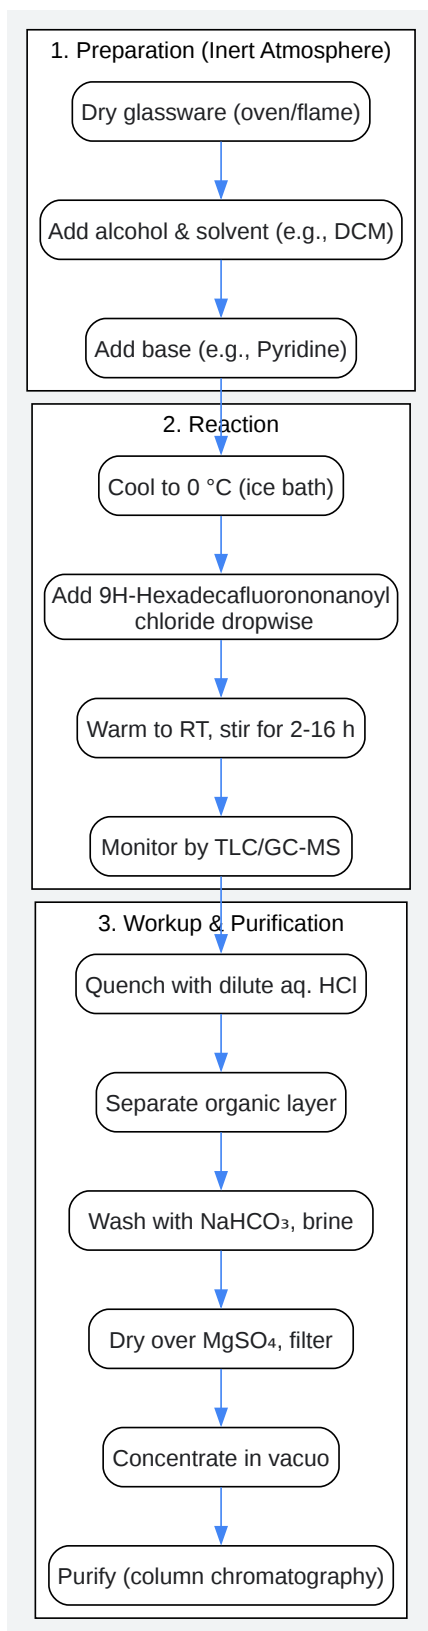 1. Preparation (Inert Atmosphere)
Dry glassware (oven/flame)
Add alcohol & solvent (e.g., DCM)
Add base (e.g., Pyridine)
2. Reaction
Cool to 0 °C (ice bath)
Add 9H-Hexadecafluorononanoyl
chloride dropwise
Warm to RT, stir for 2-16 h
Monitor by TLC/GC-MS
3. Workup & Purification
Quench with dilute aq. HCl
Separate organic layer
Wash with NaHCO₃, brine
Dry over MgSO₄, filter
Concentrate in vacuo
Purify (column chromatography)